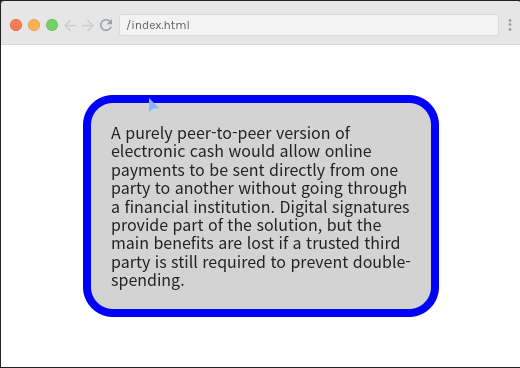 /index.html
A purely peer-to-peer version of
electronic cash would allow online
payments to be sent directly from one
party to another without going through
a financial institution. Digital signatures
provide part of the solution, but the
main benefits are lost if a trusted third
party is still required to prevent double-
spending.